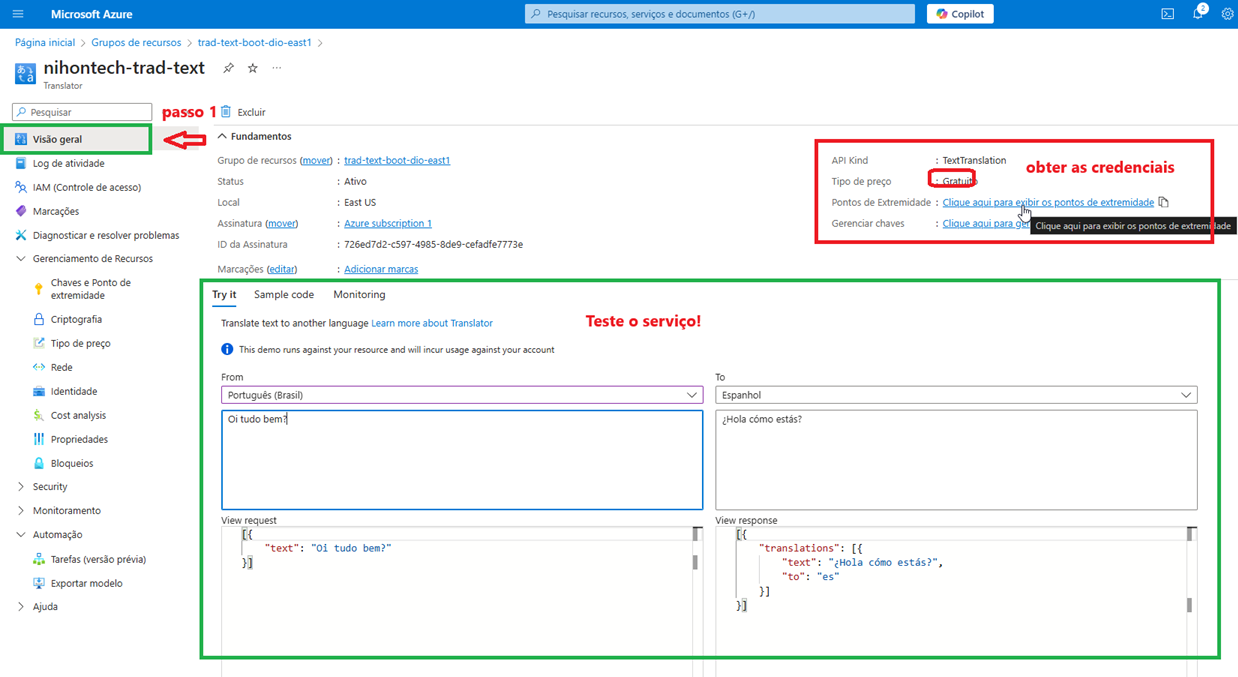 Microsoft Azure
Pesquisar recursos, serviços e documentos (G+/)
Copilot
2
Página inicial > Grupos de recursos > trad-text-boot-dio-east1 >
nihontech-trad-text
Translator
Pesquisar
passo 1
Excluir
Visão geral
Log de atividade
IAM (Controle de acesso)
Marcações
Diagnosticar e resolver problemas
Gerenciamento de Recursos
Chaves e Ponto de
extremidade
Criptografia
Tipo de preço
Rede
Identidade
Cost analysis
Propriedades
Bloqueios
Security
Monitoramento
Automação
Tarefas (versão prévia)
Exportar modelo
Ajuda
Fundamentos
Grupo de recursos (mover) : trad-text-boot-dio-east1
Status : Ativo
Local : East US
Assinatura (mover) : Azure subscription 1
ID da Assinatura : 726ed7d2-c597-4985-8de9-cefadfe7773e
Marcações (editar) : Adicionar marcas
API Kind : TextTranslation
obter as credenciais
Tipo de preço : Gratuito
Pontos de Extremidade : Clique aqui para exibir os pontos de extremidade
Gerenciar chaves : Clique aqui para ger
Clique aqui para exibir os pontos de extremidade
Try it Sample code Monitoring
Translate text to another language Learn more about Translator
Teste o serviço!
This demo runs against your resource and will incur usage against your account
From
Português (Brasil)
Oi tudo bem?
To
Espanhol
¿Hola cómo estás?
View request
[{
"text": "Oi tudo bem?"
}]
View response
[{
"translations": [{
"text": "¿Hola cómo estás?",
"to": "es"
}]
}]